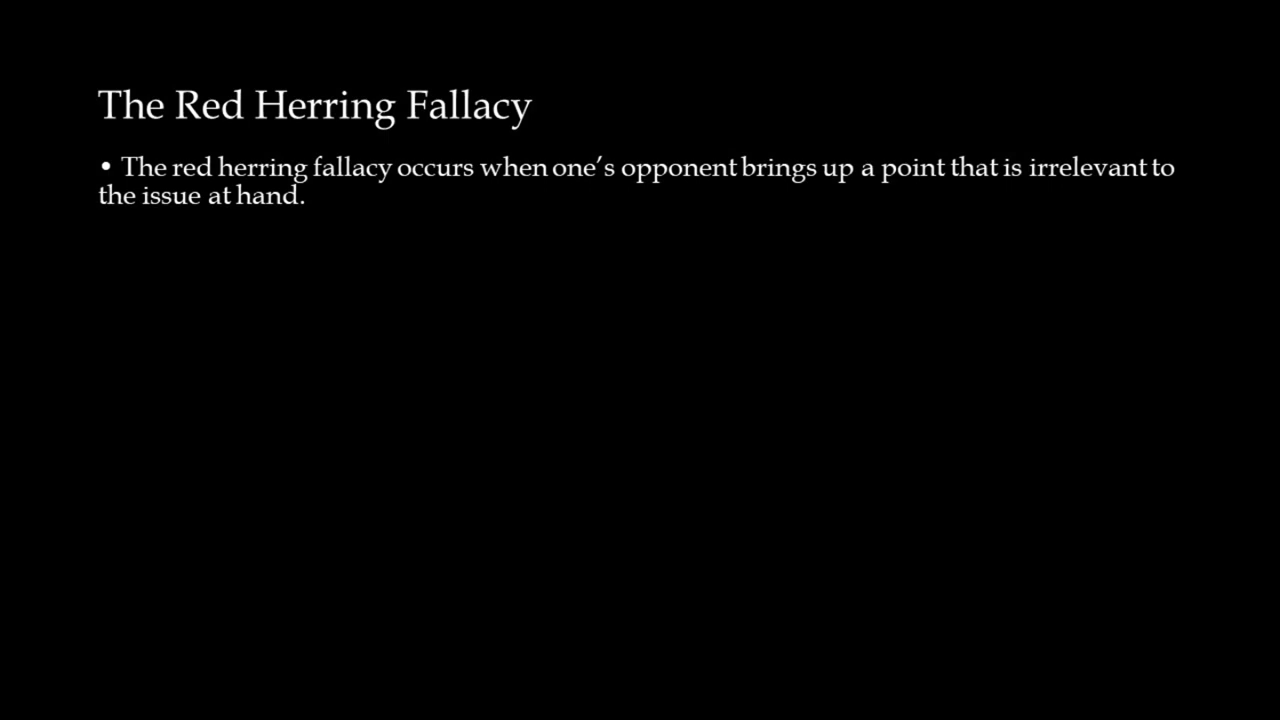 The Red Herring Fallacy
• The red herring fallacy occurs when one’s opponent brings up a point that is irrelevant to
the issue at hand.